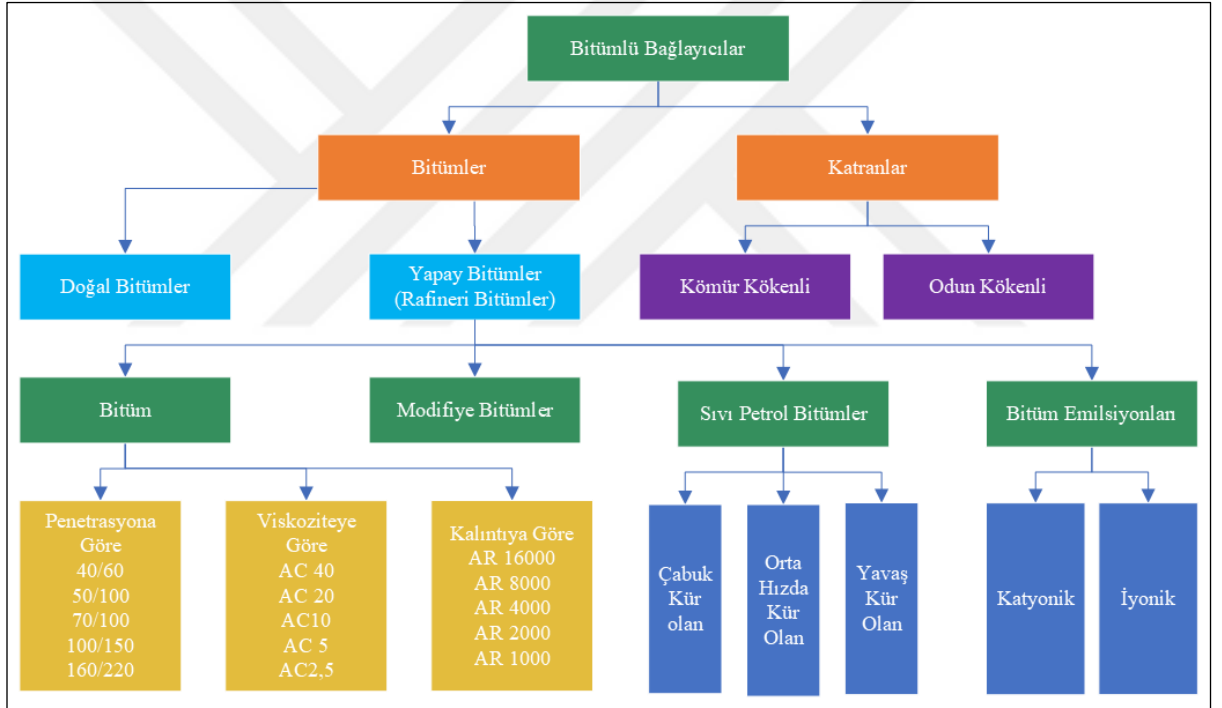 Bitümlü Bağlayıcılar
Bitümler
Katranlar
Doğal Bitümler
Yapay Bitümler
(Rafineri Bitümler)
Kömür Kökenli
Odun Kökenli
Bitüm
Modifiye Bitümler
Sıvı Petrol Bitümler
Bitüm Emilsiyonları
Penetrasyona
Göre
40/60
50/100
70/100
100/150
160/220
Viskoziteye
Göre
AC 40
AC 20
AC10
AC 5
AC2,5
Kalıntıya Göre
AR 16000
AR 8000
AR 4000
AR 2000
AR 1000
Çabuk
Kür
olan
Orta
Hızda
Kür
Olan
Yavaş
Kür
Olan
Katyonik
İyonik